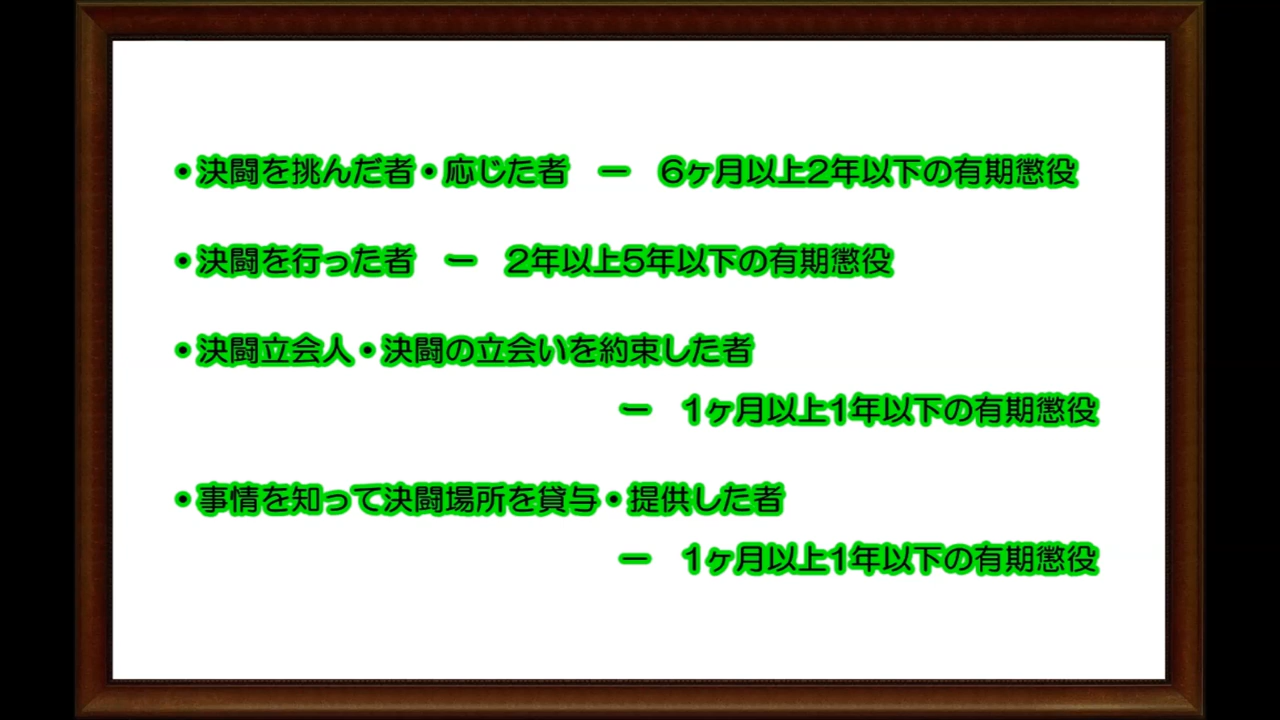 ・決闘を挑んだ者・応じた者　ー　6ヶ月以上2年以下の有期懲役
・決闘を行った者　ー　2年以上5年以下の有期懲役
・決闘立会人・決闘の立会いを約束した者
ー　1ヶ月以上1年以下の有期懲役
・事情を知って決闘場所を貸与・提供した者
ー　1ヶ月以上1年以下の有期懲役